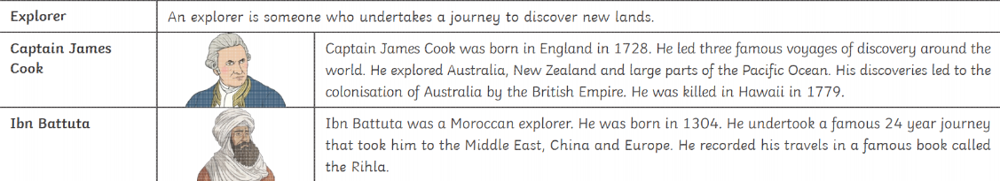 Explorer
An explorer is someone who undertakes a journey to discover new lands.
Captain James
Cook
Captain James Cook was born in England in 1728. He led three famous voyages of discovery around the
world. He explored Australia, New Zealand and large parts of the Pacific Ocean. His discoveries led to the
colonisation of Australia by the British Empire. He was killed in Hawaii in 1779.
Ibn Battuta
Ibn Battuta was a Moroccan explorer. He was born in 1304. He undertook a famous 24 year journey
that took him to the Middle East, China and Europe. He recorded his travels in a famous book called
the Rihla.